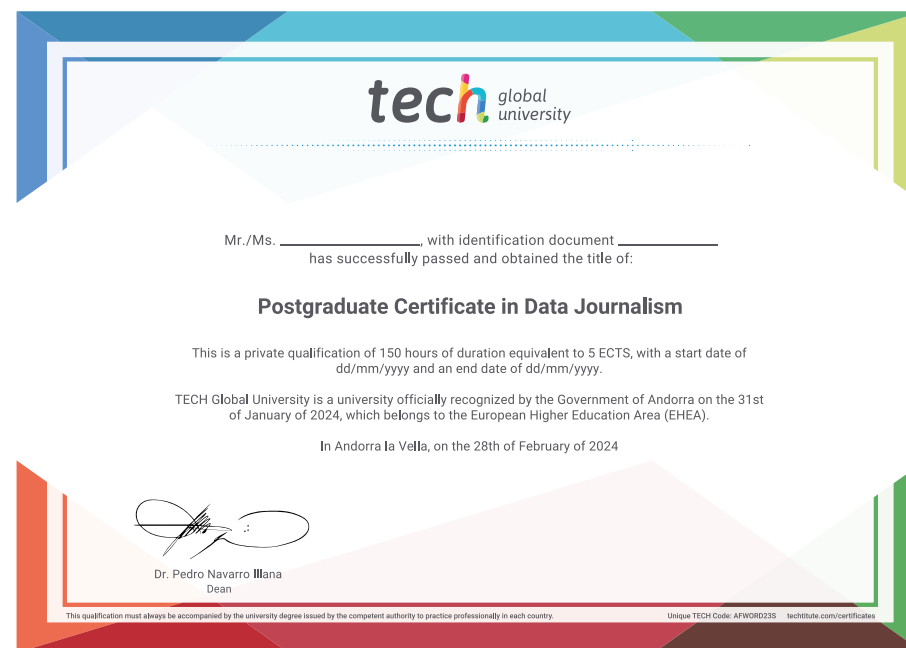 tech global university
Mr./Ms. ____________________, with identification document ______________
has successfully passed and obtained the title of:
Postgraduate Certificate in Data Journalism
This is a private qualification of 150 hours of duration equivalent to 5 ECTS, with a start date of
dd/mm/yyyy and an end date of dd/mm/yyyy.
TECH Global University is a university officially recognized by the Government of Andorra on the 31st
of January of 2024, which belongs to the European Higher Education Area (EHEA).
In Andorra la Vella, on the 28th of February of 2024
Dr. Pedro Navarro Illana
Dean
This qualification must always be accompanied by the university degree issued by the competent authority to practice professionally in each country.
Unique TECH Code: AFWORD23S techtitute.com/certificates